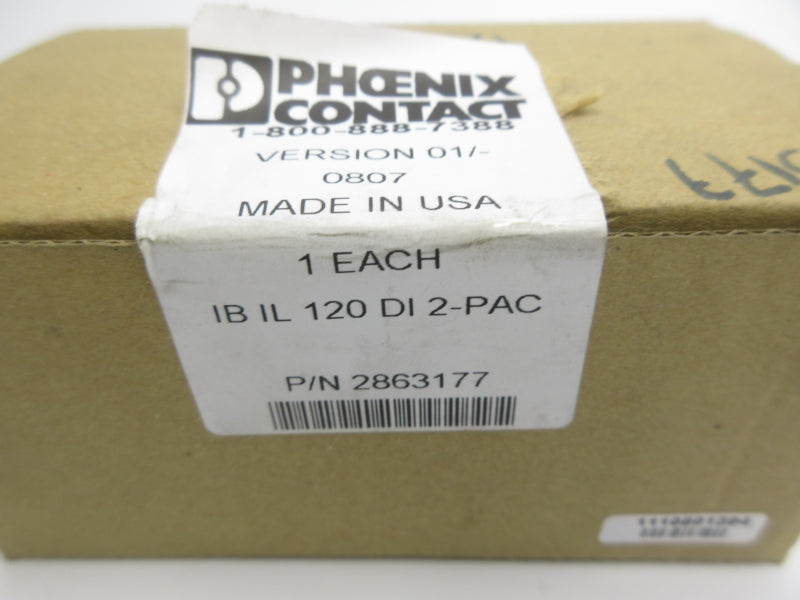 PHŒNIX
CONTACT
1-800-888-7388
VERSION 01/-
0807
MADE IN USA
1 EACH
IB IL 120 DI 2-PAC
P/N 2863177